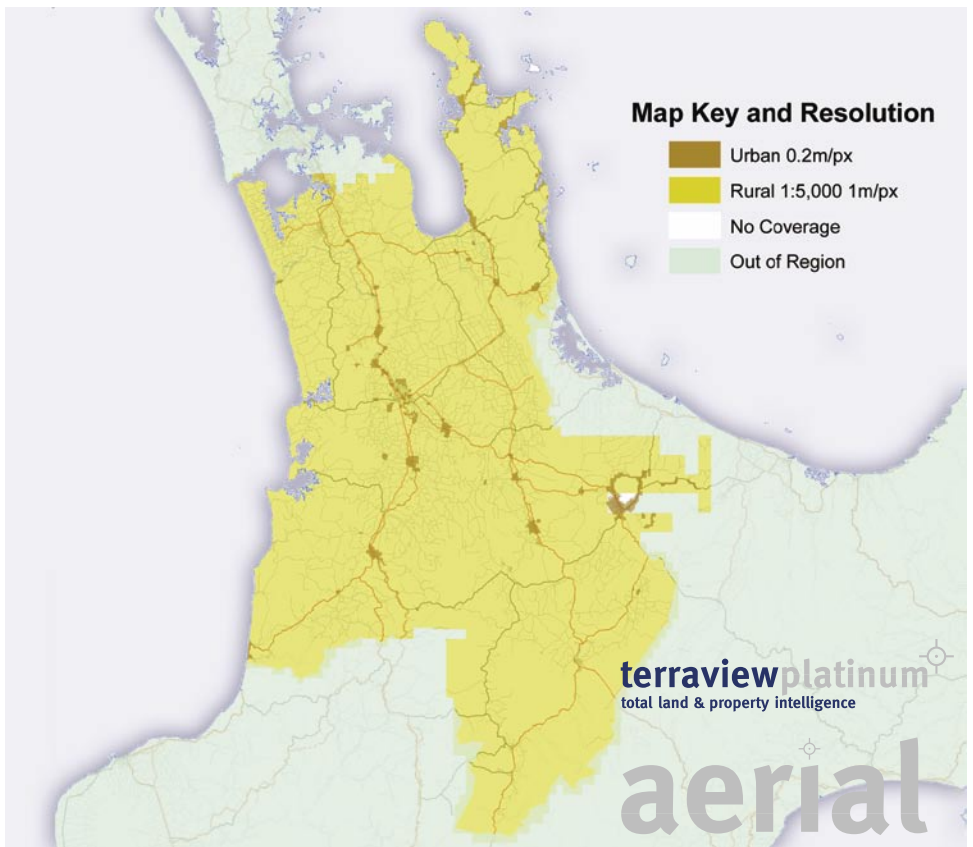 Map Key and Resolution
Urban 0.2m/px
Rural 1:5,000 1m/px
No Coverage
Out of Region
terraviewplatinum
total land & property intelligence
aerial